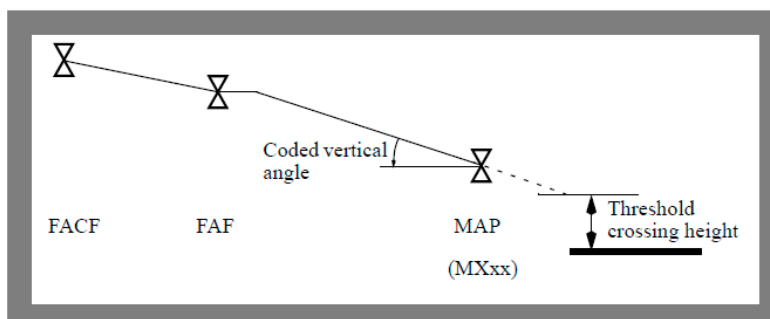 Coded vertical
angle
Threshold
crossing height
FACF
FAF
MAP
(MXxx)